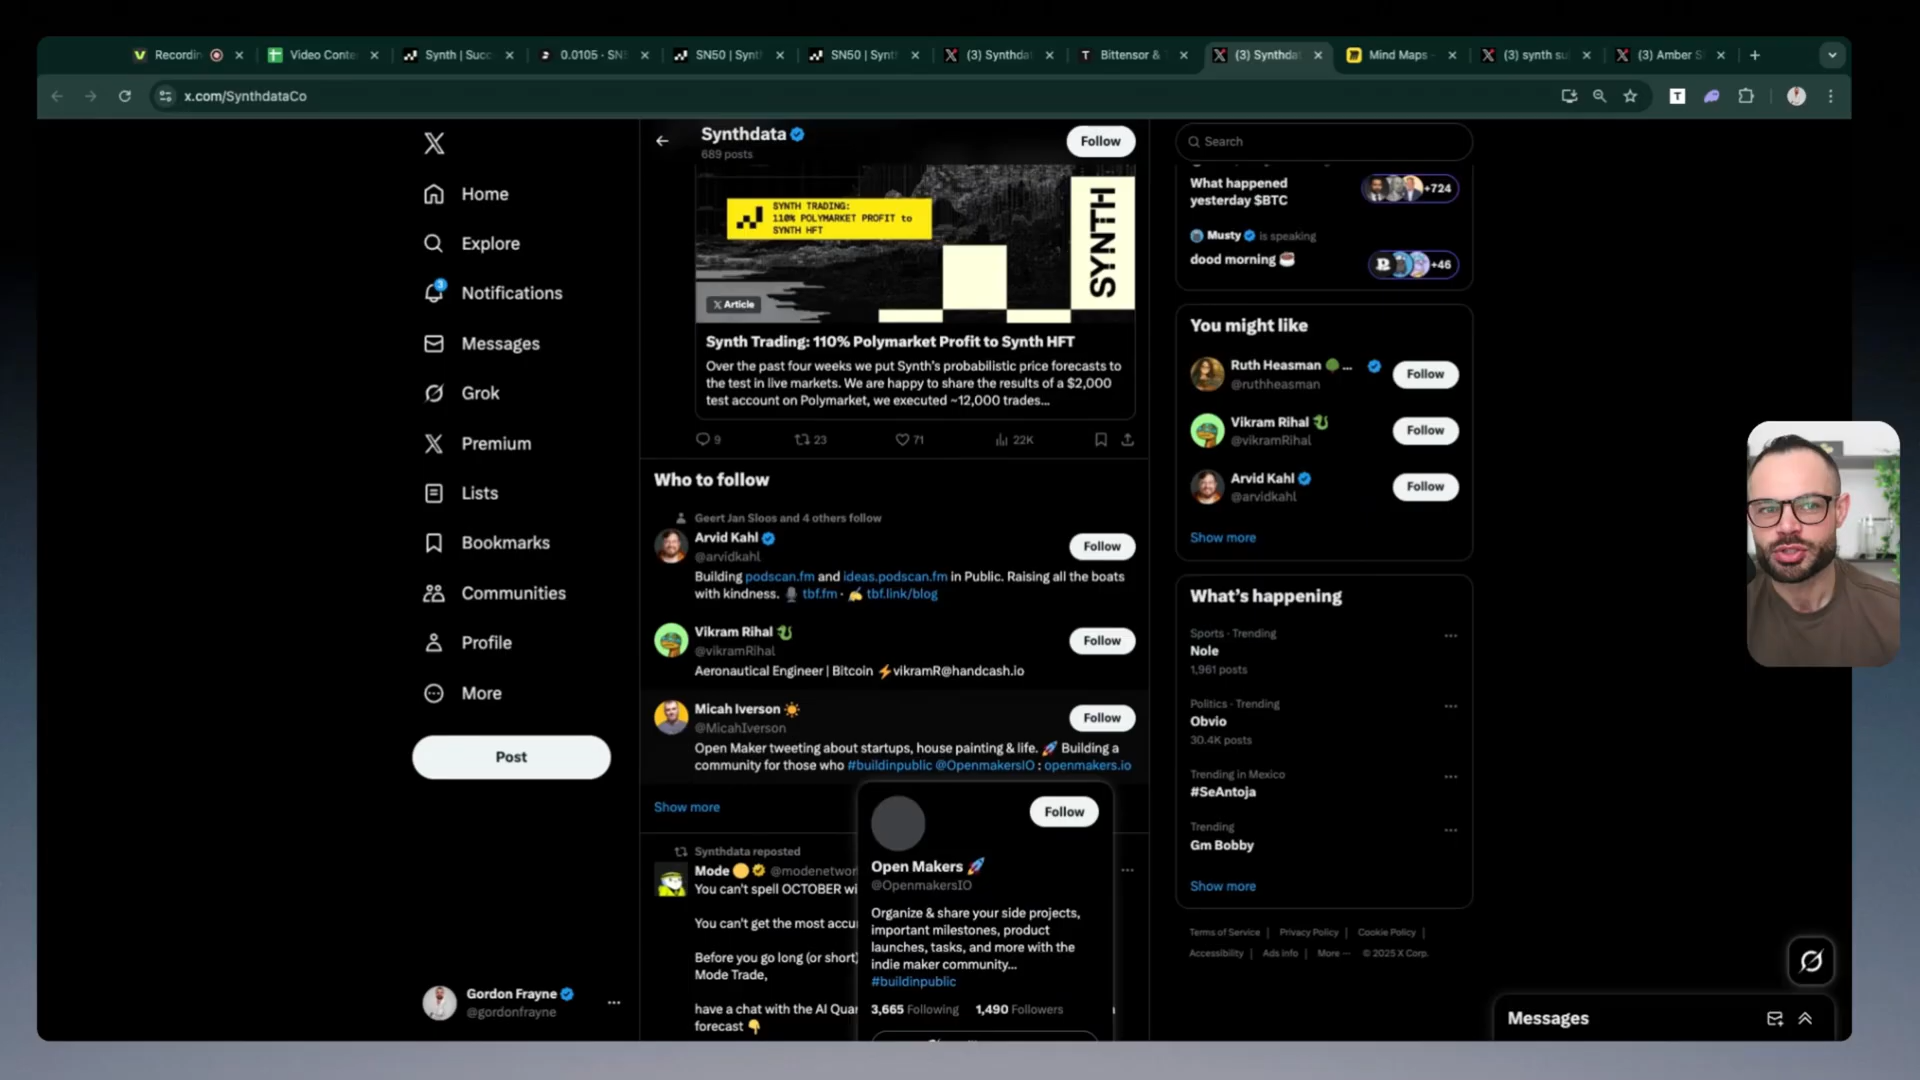 Recording
Video Conte
Synth | Succ
0.0105 · SN5
SN50 | Synth
SN50 | Synth
(3) Synthda
Bittensor &
(3) Synthda
Mind Maps
(3) synth su
(3) Amber S
x.com/SynthdataCo
Home
Explore
3
Notifications
Messages
Grok
Premium
Lists
Bookmarks
Communities
Profile
More
Post
Gordon Frayne
@gordonfrayne
Synthdata
689 posts
Follow
SYNTH TRADING:
110% POLYMARKET PROFIT to
SYNTH HFT
SYNTH
X Article
Synth Trading: 110% Polymarket Profit to Synth HFT
Over the past four weeks we put Synth's probabilistic price forecasts to
the test in live markets. We are happy to share the results of a $2,000
test account on Polymarket, we executed ~12,000 trades...
9
23
71
22K
Who to follow
Geert Jan Sloos and 4 others follow
Arvid Kahl
@arvidkahl
Follow
Building podscan.fm and ideas.podscan.fm in Public. Raising all the boats
with kindness. 🎙️ tbf.fm · ✍️ tbf.link/blog
Vikram Rihal 🐉
@vikramRihal
Follow
Aeronautical Engineer | Bitcoin ⚡vikramR@handcash.io
Micah Iverson ☀️
@MicahIverson
Follow
Open Maker tweeting about startups, house painting & life. 🚀 Building a
community for those who #buildinpublic @OpenmakersIO : openmakers.io
Show more
Synthdata reposted
Mode @modenetwor
You can't spell OCTOBER wi
You can't get the most accu
Before you go long (or short)
Mode Trade,
have a chat with the AI Quar
forecast 👇
Follow
Open Makers 🚀
@OpenmakersIO
Organize & share your side projects,
important milestones, product
launches, tasks, and more with the
indie maker community...
#buildinpublic
3,665 Following 1,490 Followers
Search
What happened
yesterday $BTC
+724
Musty is speaking
dood morning ☕
+46
You might like
Ruth Heasman 🌳 ...
@ruthheasman
Follow
Vikram Rihal 🐉
@vikramRihal
Follow
Arvid Kahl
@arvidkahl
Follow
Show more
What's happening
Sports · Trending
Nole
1,961 posts
Politics · Trending
Obvio
30.4K posts
Trending in Mexico
#SeAntoja
Trending
Gm Bobby
Show more
Terms of Service | Privacy Policy | Cookie Policy |
Accessibility | Ads info | More ··· © 2025 X Corp.
Messages